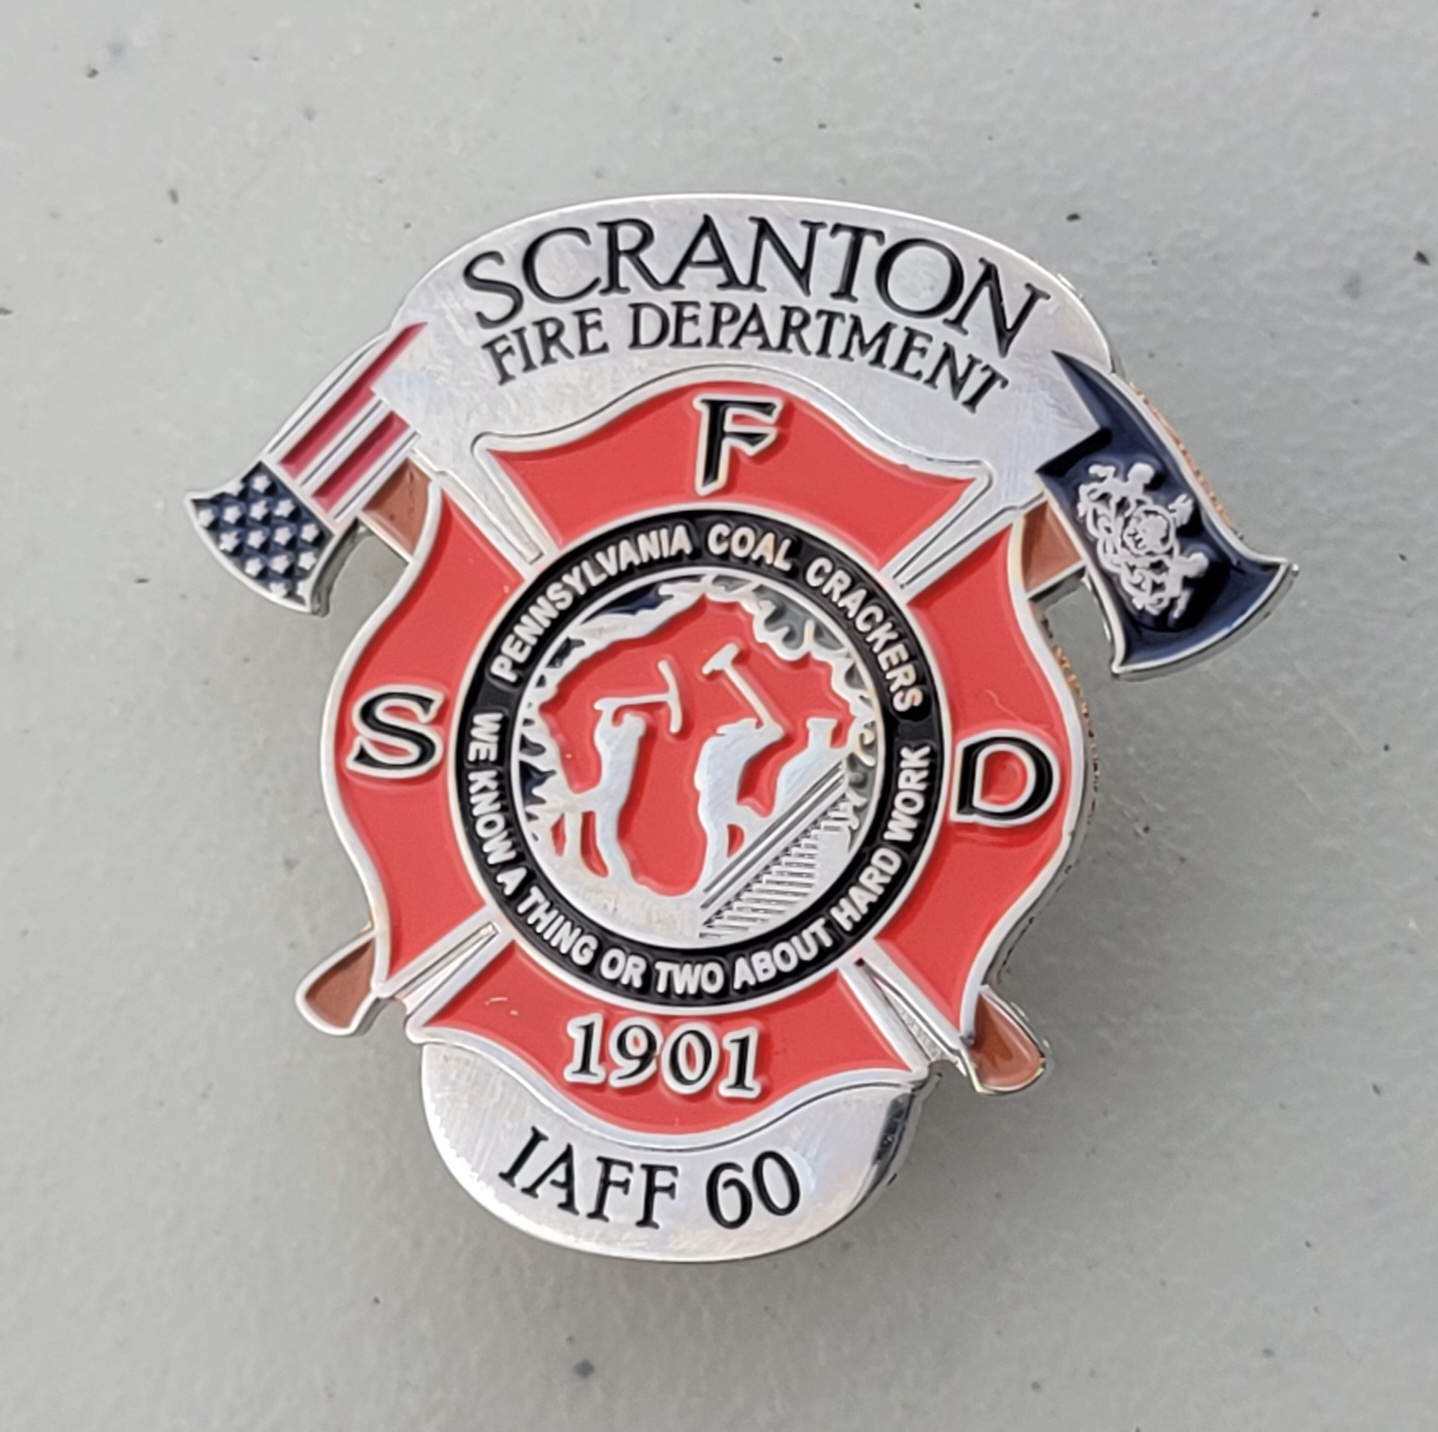 SCRANTON
FIRE DEPARTMENT
F
PENNSYLVANIA COAL CRACKERS
S
D
WE KNOW A THING OR TWO ABOUT HARD WORK
1901
IAFF 60